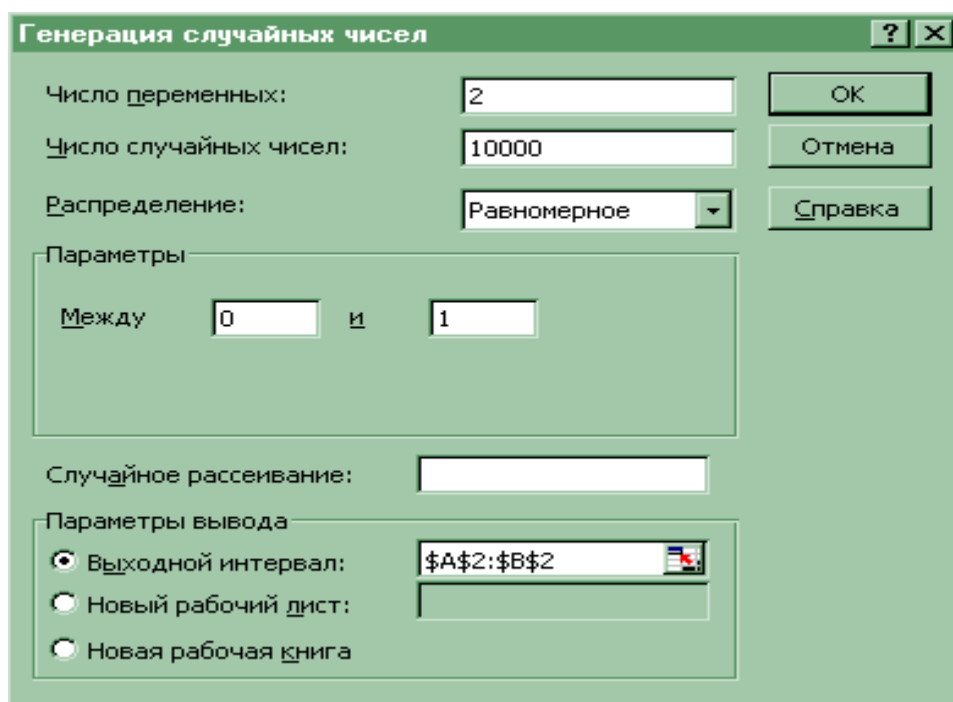 Генерация случайных чисел
Число переменных: 2 ОК
Число случайных чисел: 10000 Отмена
Распределение: Равномерное Справка
Параметры
Между 0 и 1
Случайное рассеивание:
Параметры вывода
Выходной интервал: $A$2:$B$2
Новый рабочий лист:
Новая рабочая книга